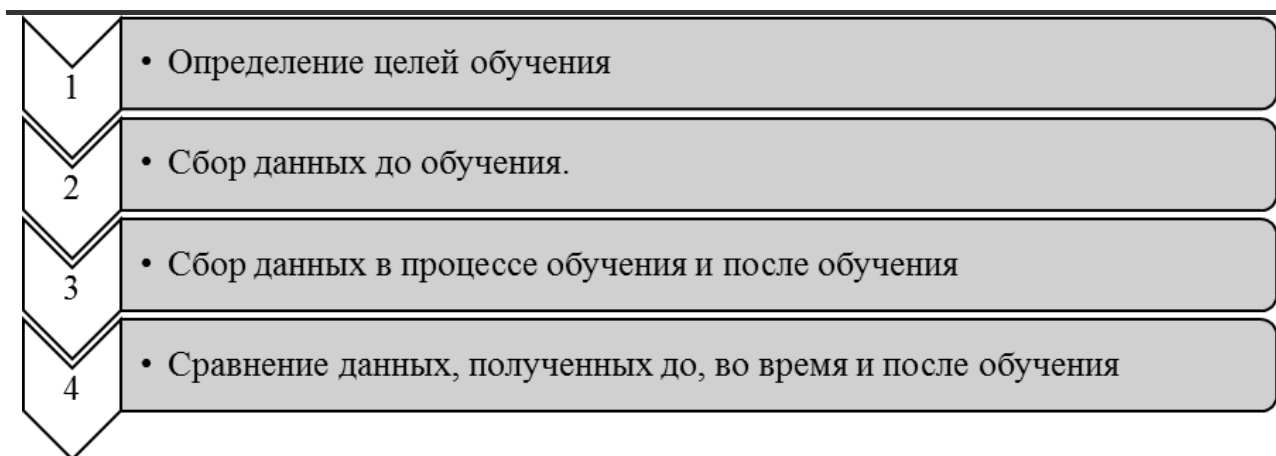 1
• Определение целей обучения
2
• Сбор данных до обучения.
3
• Сбор данных в процессе обучения и после обучения
4
• Сравнение данных, полученных до, во время и после обучения